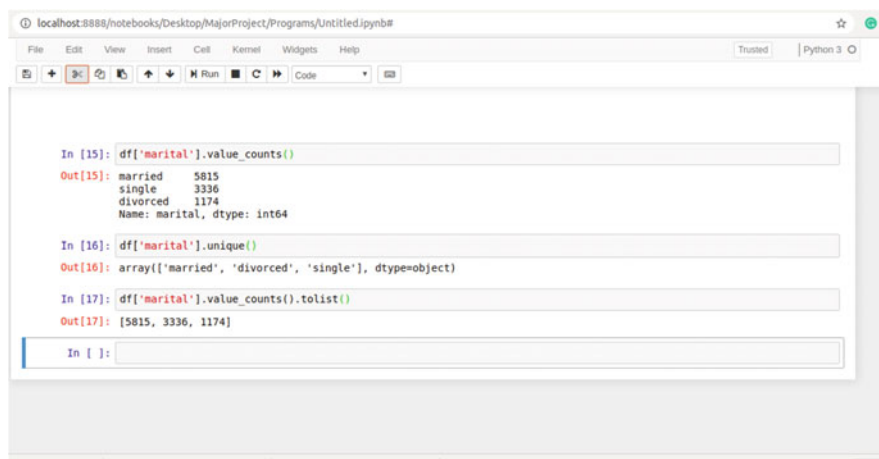 localhost:8888/notebooks/Desktop/MajorProject/Programs/Untitled.ipynb#
File Edit View Insert Cell Kernel Widgets Help Trusted Python 3
Run Code
In [15]: df['marital'].value_counts()
Out[15]: married 5815
single 3336
divorced 1174
Name: marital, dtype: int64
In [16]: df['marital'].unique()
Out[16]: array(['married', 'divorced', 'single'], dtype=object)
In [17]: df['marital'].value_counts().tolist()
Out[17]: [5815, 3336, 1174]
In [ ]: